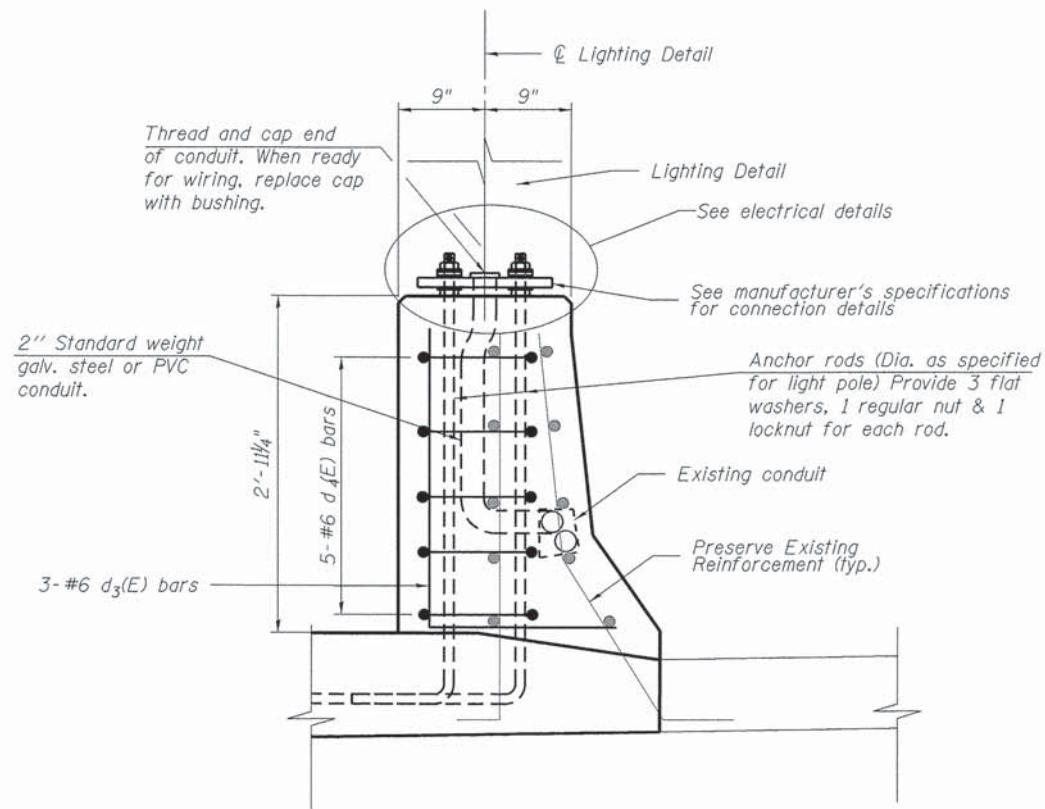 ℄ Lighting Detail
9"
9"
Thread and cap end
of conduit. When ready
for wiring, replace cap
with bushing.
Lighting Detail
See electrical details
See manufacturer's specifications
for connection details
2" Standard weight
galv. steel or PVC
conduit.
Anchor rods (Dia. as specified
for light pole) Provide 3 flat
washers, 1 regular nut & 1
locknut for each rod.
2'-11¼"
5-#6 d4(E) bars
Existing conduit
Preserve Existing
Reinforcement (typ.)
3-#6 d3(E) bars